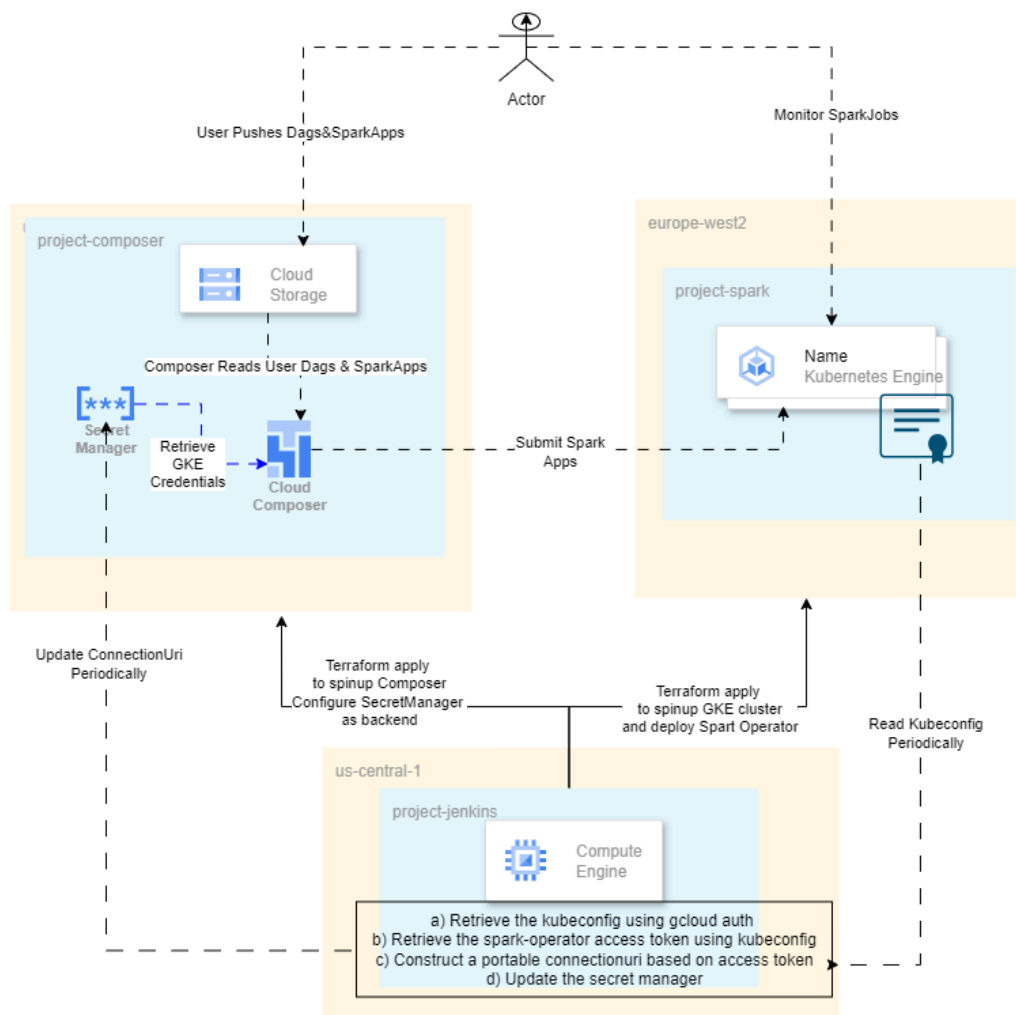 Actor
User Pushes Dags&SparkApps
Monitor SparkJobs
project-composer
Cloud
Storage
Composer Reads User Dags & SparkApps
[***]
Secret
Manager
Retrieve
GKE
Credentials
Cloud
Composer
Submit Spark
Apps
europe-west2
project-spark
Name
Kubernetes Engine
Update ConnectionUri
Periodically
Terraform apply
to spinup Composer
Configure SecretManager
as backend
Terraform apply
to spinup GKE cluster
and deploy Spart Operator
Read Kubeconfig
Periodically
us-central-1
project-jenkins
Compute
Engine
a) Retrieve the kubeconfig using gcloud auth
b) Retrieve the spark-operator access token using kubeconfig
c) Construct a portable connectionuri based on access token
d) Update the secret manager